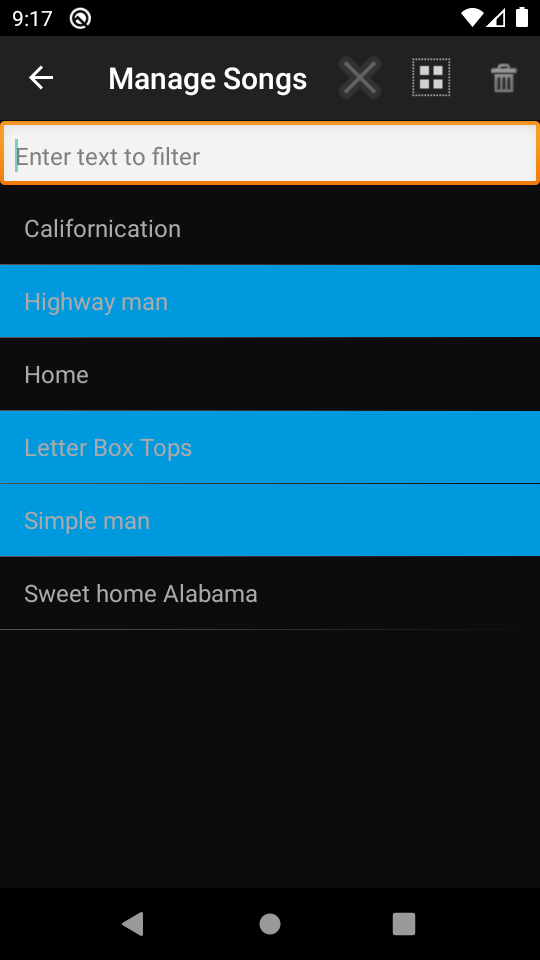 9:17
Manage Songs
Enter text to filter
Californication
Highway man
Home
Letter Box Tops
Simple man
Sweet home Alabama